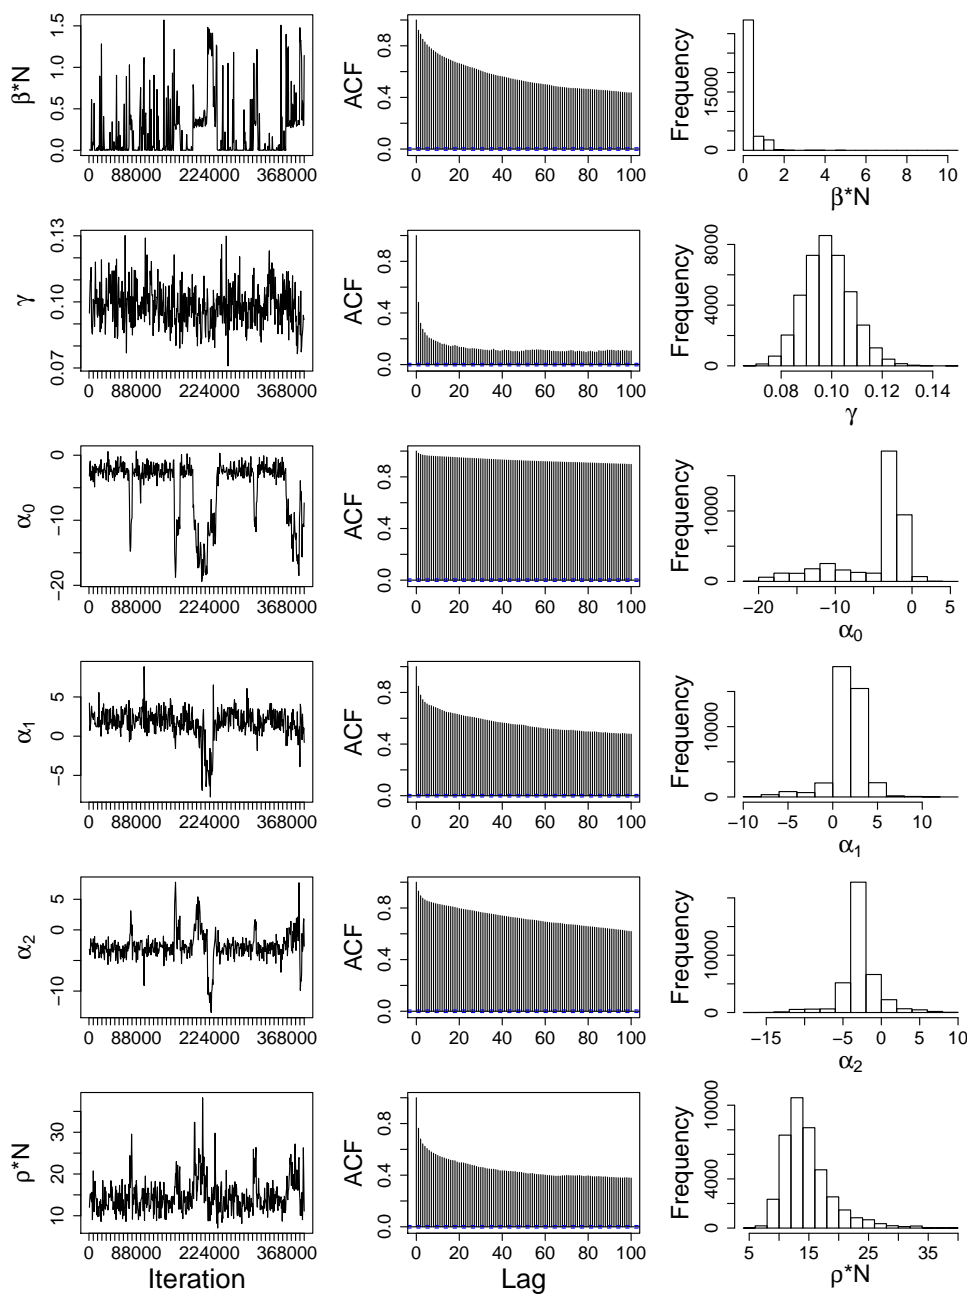 β*N
0.0 0.5 1.0 1.5
0 88000 224000 368000
ACF
0.0 0.4 0.8
0 20 40 60 80 100
Frequency
0 15000
0 2 4 6 8 10
β*N
γ
0.07 0.10 0.13
0 88000 224000 368000
ACF
0.0 0.4 0.8
0 20 40 60 80 100
Frequency
0 4000 8000
0.08 0.10 0.12 0.14
γ
α0
−20 −10 0
0 88000 224000 368000
ACF
0.0 0.4 0.8
0 20 40 60 80 100
Frequency
0 10000
−20 −10 0 5
α0
α1
−5 0 5
0 88000 224000 368000
ACF
0.0 0.4 0.8
0 20 40 60 80 100
Frequency
0 10000
−10 −5 0 5 10
α1
α2
−10 0 5
0 88000 224000 368000
ACF
0.0 0.4 0.8
0 20 40 60 80 100
Frequency
0 10000
−15 −5 0 5 10
α2
ρ*N
10 20 30
0 88000 224000 368000
Iteration
ACF
0.0 0.4 0.8
0 20 40 60 80 100
Lag
Frequency
0 4000 10000
5 15 25 35
ρ*N